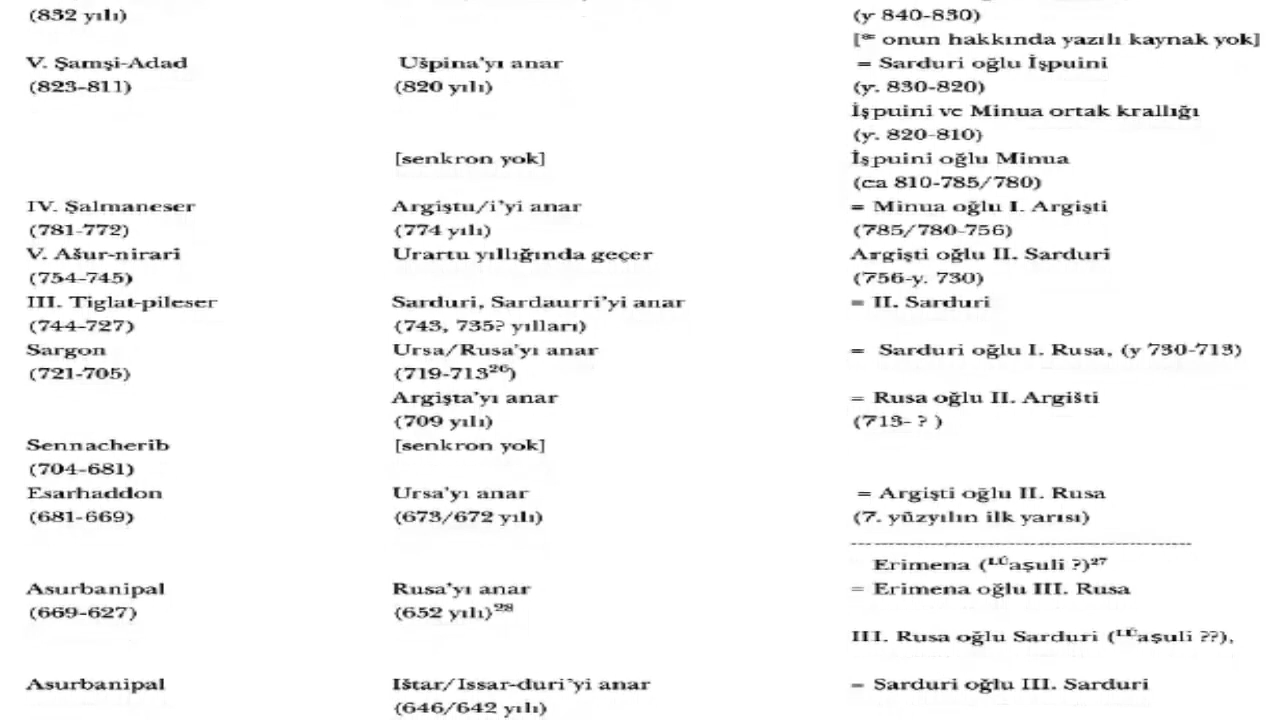 (832 yılı) (y 840-830)
[* onun hakkında yazılı kaynak yok]
V. Şamşi-Adad Ušpina'yı anar = Sarduri oğlu İşpuini
(823-811) (820 yılı) (y. 830-820)
İşpuini ve Minua ortak krallığı
(y. 820-810)
[senkron yok] İşpuini oğlu Minua
(ca 810-785/780)
IV. Şalmaneser Argiştu/i'yi anar = Minua oğlu I. Argişti
(781-772) (774 yılı) (785/780-756)
V. Ašur-nirari Urartu yıllığında geçer Argişti oğlu II. Sarduri
(754-745) (756-y. 730)
III. Tiglat-pileser Sarduri, Sardaurri'yi anar = II. Sarduri
(744-727) (743, 735? yılları)
Sargon Ursa/Rusa'yı anar = Sarduri oğlu I. Rusa, (y 730-713)
(721-705) (719-713²⁶)
Argişta'yı anar = Rusa oğlu II. Argišti
(709 yılı) (713- ? )
Sennacherib [senkron yok]
(704-681)
Esarhaddon Ursa'yı anar = Argişti oğlu II. Rusa
(681-669) (673/672 yılı) (7. yüzyılın ilk yarısı)
Erimena (ᴸᵁ́aşuli ?)²⁷
Asurbanipal Rusa'yı anar = Erimena oğlu III. Rusa
(669-627) (652 yılı)²⁸
III. Rusa oğlu Sarduri (ᴸᵁ́aşuli ??),
Asurbanipal Ištar/Issar-duri'yi anar = Sarduri oğlu III. Sarduri
(646/642 yılı)